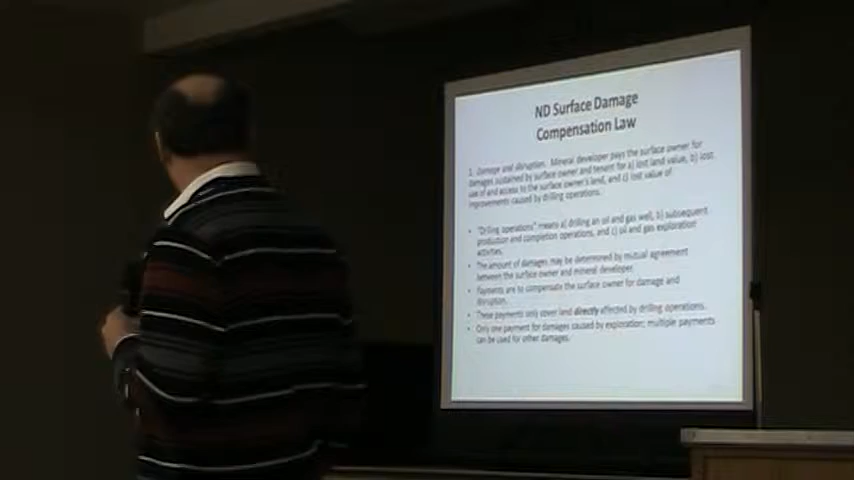 ND Surface Damage
Compensation Law
1. Damage and disruption. Mineral developer pays the surface owner for
damages sustained by surface owner and tenant for a) lost land value, b) lost
use of and access to the surface owner's land, and c) lost value of
improvements caused by drilling operations.
• "Drilling operations" means a) drilling an oil and gas well, b) subsequent
production and completion operations, and c) oil and gas exploration
activities.
• The amount of damages may be determined by mutual agreement
between the surface owner and mineral developer.
• Payments are to compensate the surface owner for damage and
disruption.
• These payments only cover land directly affected by drilling operations.
• Only one payment for damages caused by exploration; multiple payments
can be used for other damages.